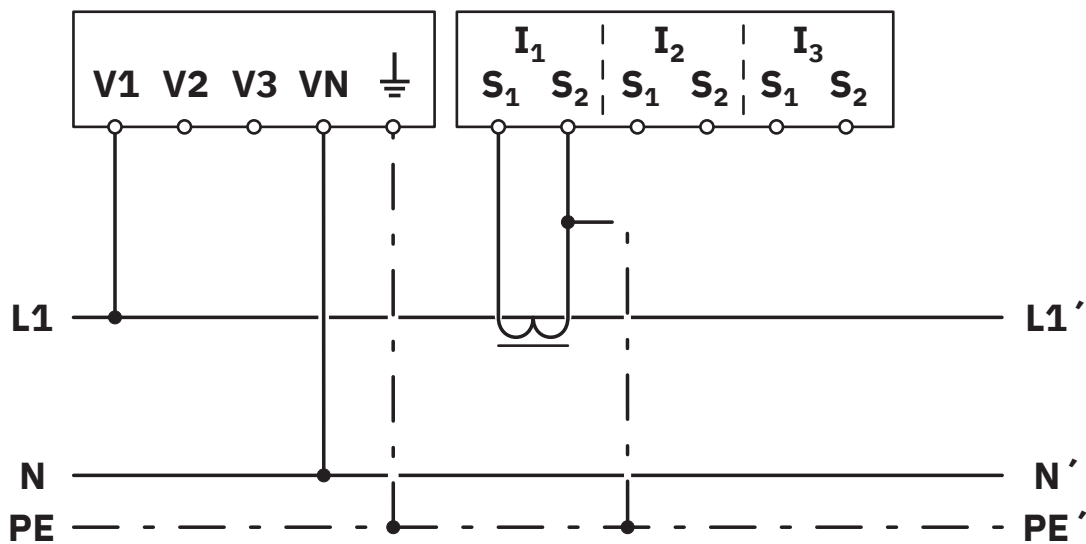 I₁ I₂ I₃
V1 V2 V3 VN S₁ S₂ S₁ S₂ S₁ S₂
L1 L1´
N N´
PE PE´